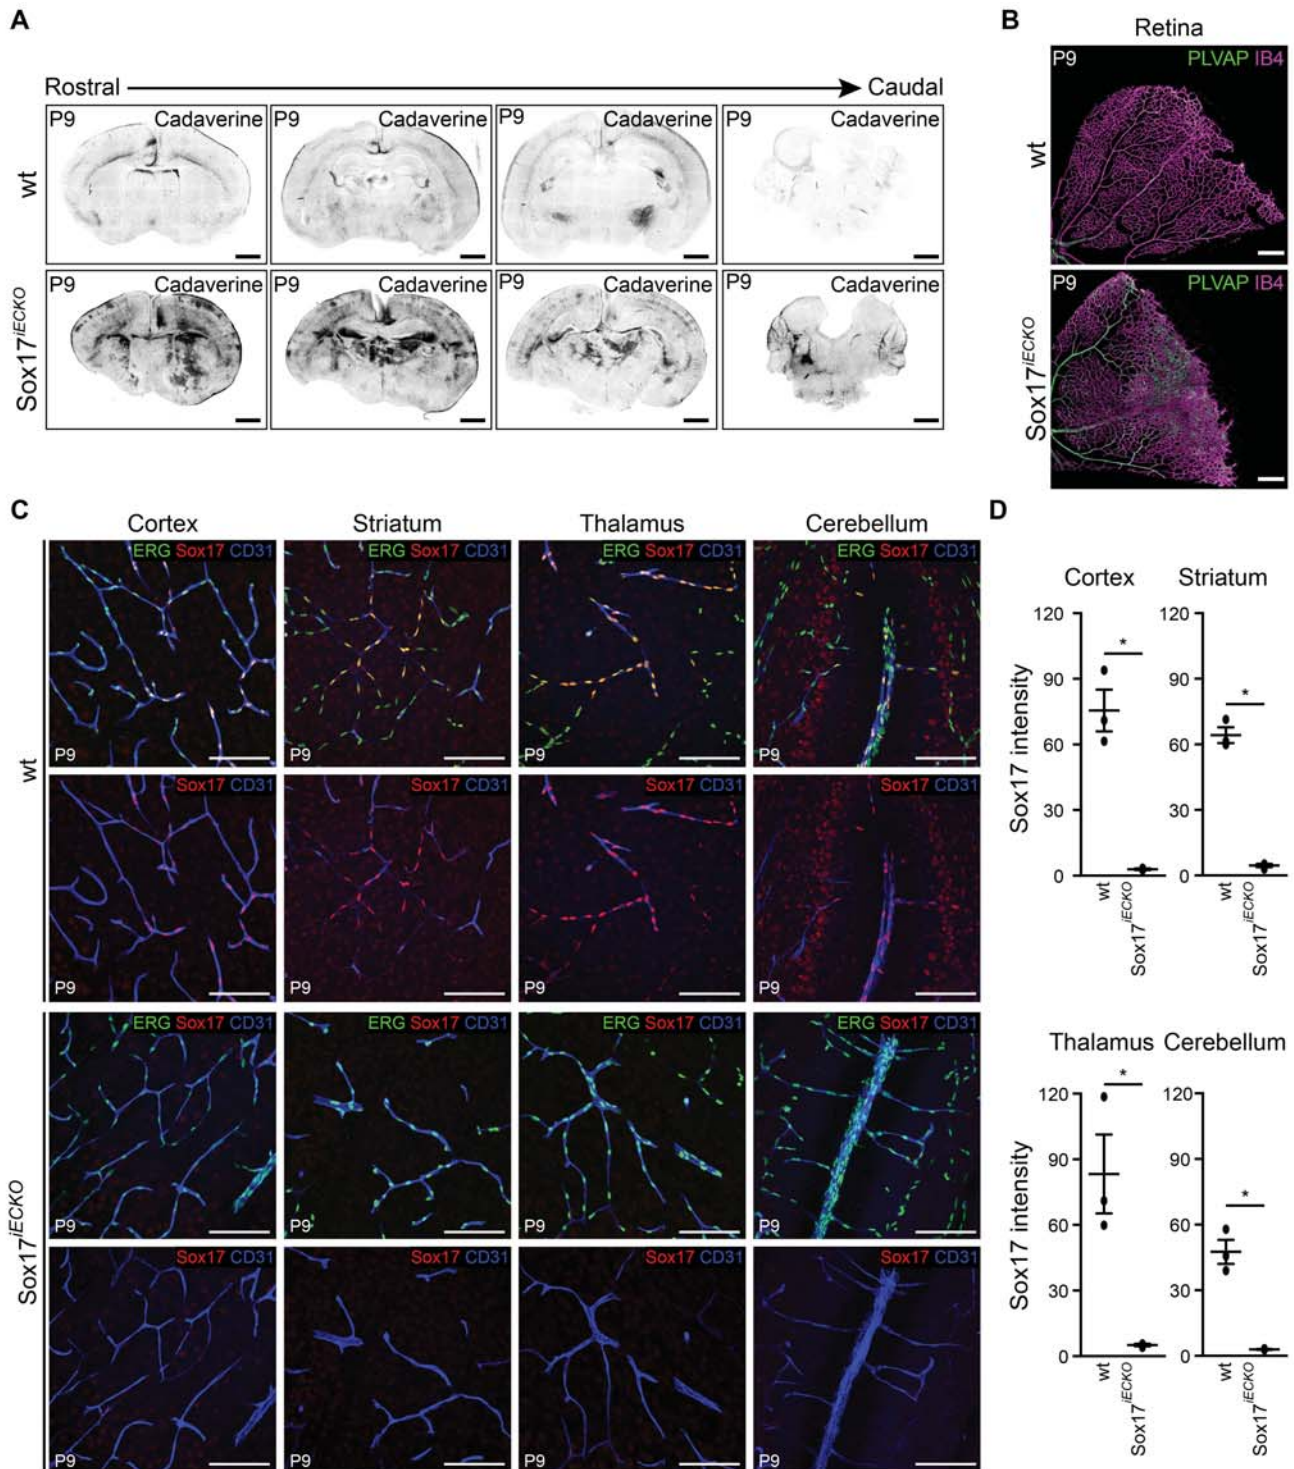 A
Rostral Caudal
wt
P9 Cadaverine P9 Cadaverine P9 Cadaverine P9 Cadaverine
Sox17iECKO
P9 Cadaverine P9 Cadaverine P9 Cadaverine P9 Cadaverine
B
Retina
wt
P9 PLVAP IB4
Sox17iECKO
P9 PLVAP IB4
C
Cortex Striatum Thalamus Cerebellum
wt
ERG Sox17 CD31 ERG Sox17 CD31 ERG Sox17 CD31 ERG Sox17 CD31
P9 P9 P9 P9
Sox17 CD31 Sox17 CD31 Sox17 CD31 Sox17 CD31
P9 P9 P9 P9
Sox17iECKO
ERG Sox17 CD31 ERG Sox17 CD31 ERG Sox17 CD31 ERG Sox17 CD31
P9 P9 P9 P9
Sox17 CD31 Sox17 CD31 Sox17 CD31 Sox17 CD31
P9 P9 P9 P9
D
Cortex Striatum
Sox17 intensity
120 120
* *
90 90
60 60
30 30
0 0
wt Sox17iECKO wt Sox17iECKO
Thalamus Cerebellum
Sox17 intensity
* *
120 120
90 90
60 60
30 30
0 0
wt Sox17iECKO wt Sox17iECKO